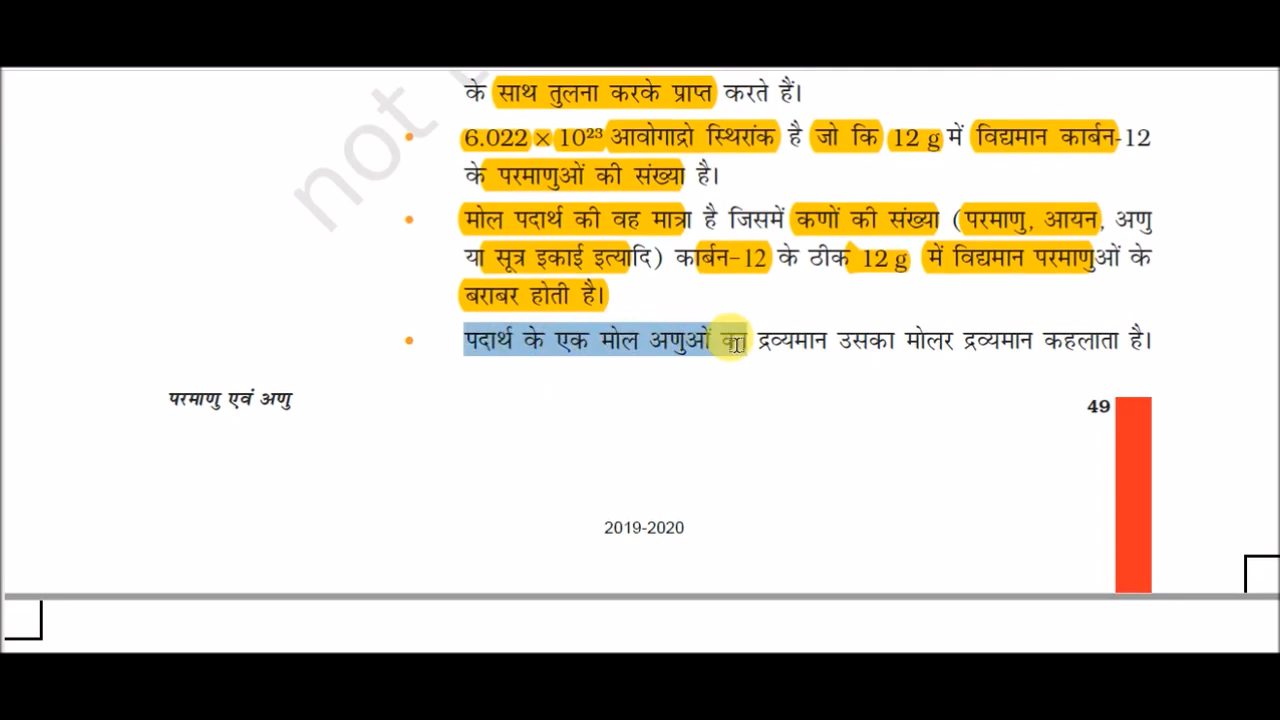 के साथ तुलना करके प्राप्त करते हैं।
• 6.022 × 10²³ आवोगाद्रो स्थिरांक है जो कि 12 g में विद्यमान कार्बन-12
के परमाणुओं की संख्या है।
• मोल पदार्थ की वह मात्रा है जिसमें कणों की संख्या (परमाणु, आयन, अणु
या सूत्र इकाई इत्यादि) कार्बन-12 के ठीक 12 g में विद्यमान परमाणुओं के
बराबर होती है।
• पदार्थ के एक मोल अणुओं का द्रव्यमान उसका मोलर द्रव्यमान कहलाता है।
परमाणु एवं अणु
49
2019-2020
not